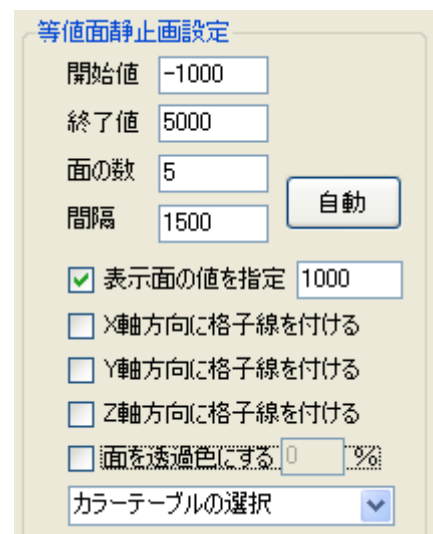 等値面静止画設定
開始値 -1000
終了値 5000
面の数 5
自動
間隔 1500
表示面の値を指定 1000
X軸方向に格子線を付ける
Y軸方向に格子線を付ける
Z軸方向に格子線を付ける
面を透過色にする 0 %
カラーテーブルの選択